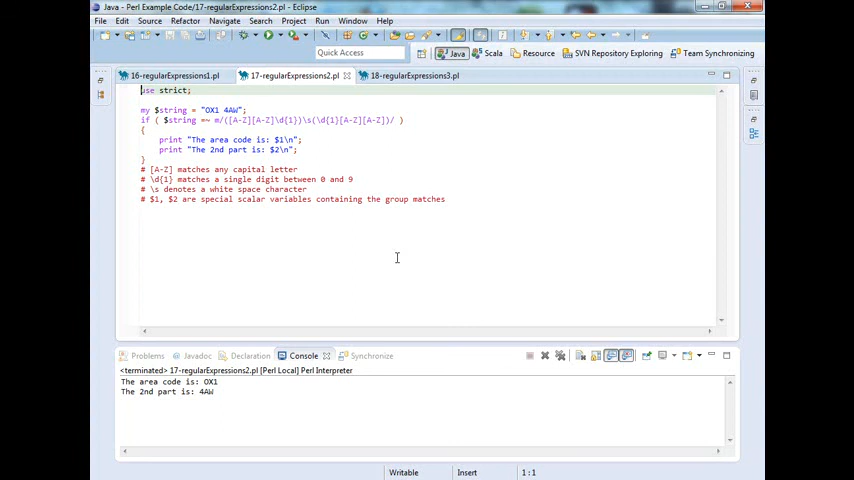 Java - Perl Example Code/17-regularExpressions2.pl - Eclipse
File Edit Source Refactor Navigate Search Project Run Window Help
Quick Access Java Scala Resource SVN Repository Exploring Team Synchronizing
16-regularExpressions1.pl 17-regularExpressions2.pl 18-regularExpressions3.pl
use strict;
my $string = "OX1 4AW";
if ( $string =~ m/([A-Z][A-Z]\d{1})\s(\d{1}[A-Z][A-Z])/ )
{
print "The area code is: $1\n";
print "The 2nd part is: $2\n";
}
# [A-Z] matches any capital letter
# \d{1} matches a single digit between 0 and 9
# \s denotes a white space character
# $1, $2 are special scalar variables containing the group matches
Problems Javadoc Declaration Console Synchronize
<terminated> 17-regularExpressions2.pl [Perl Local] Perl Interpreter
The area code is: OX1
The 2nd part is: 4AW
Writable Insert 1:1